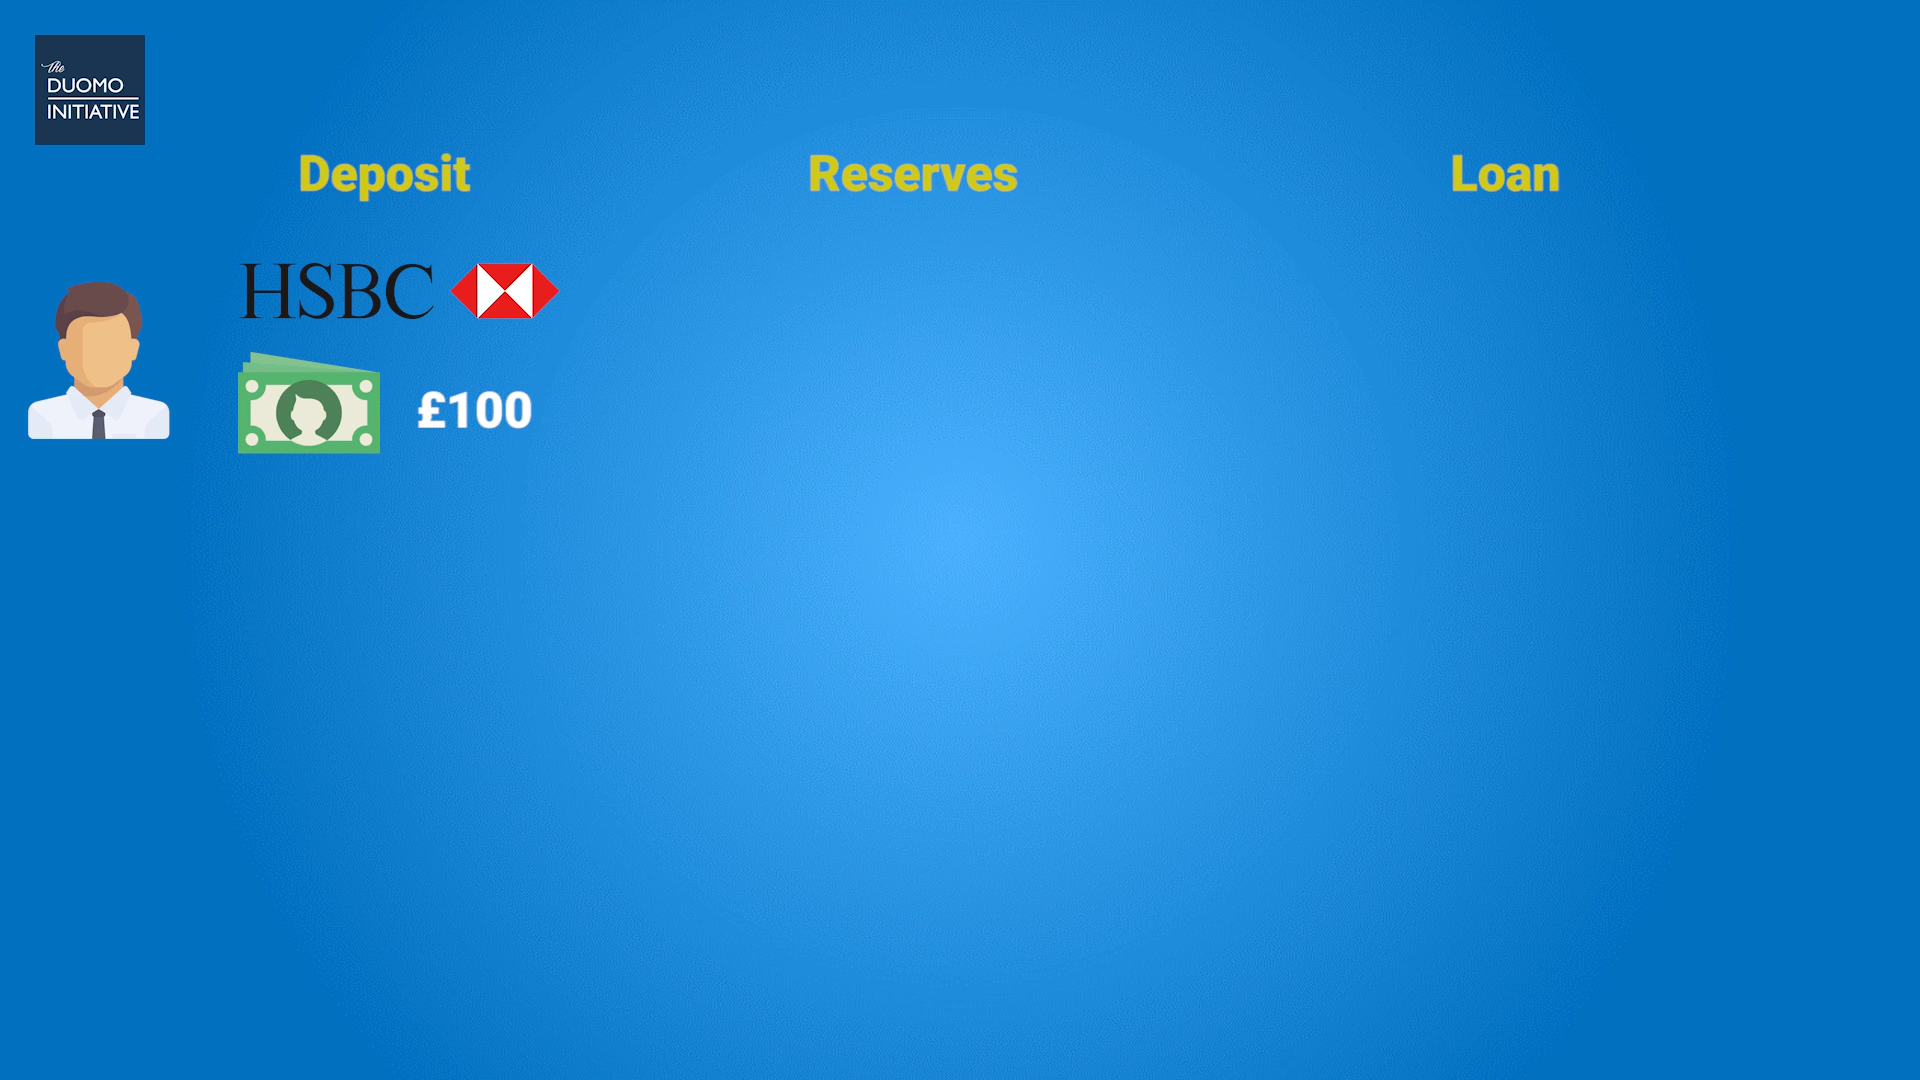 the
DUOMO
INITIATIVE
Deposit
Reserves
Loan
HSBC
£100